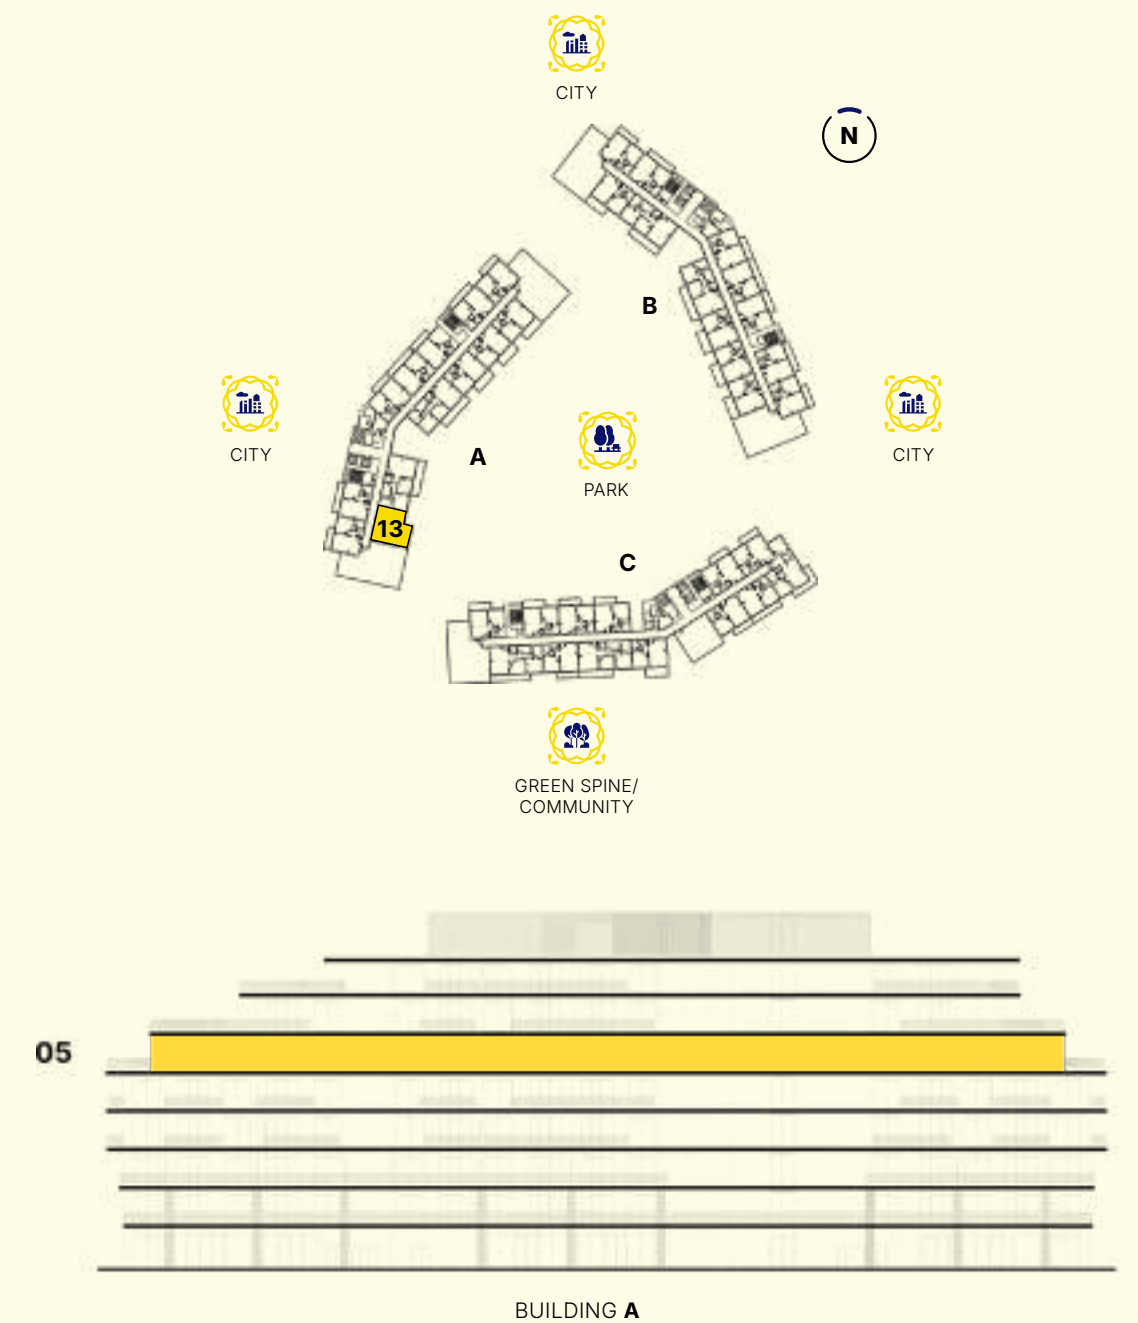 CITY
N
B
CITY
CITY
A
PARK
13
C
GREEN SPINE/
COMMUNITY
05
BUILDING A